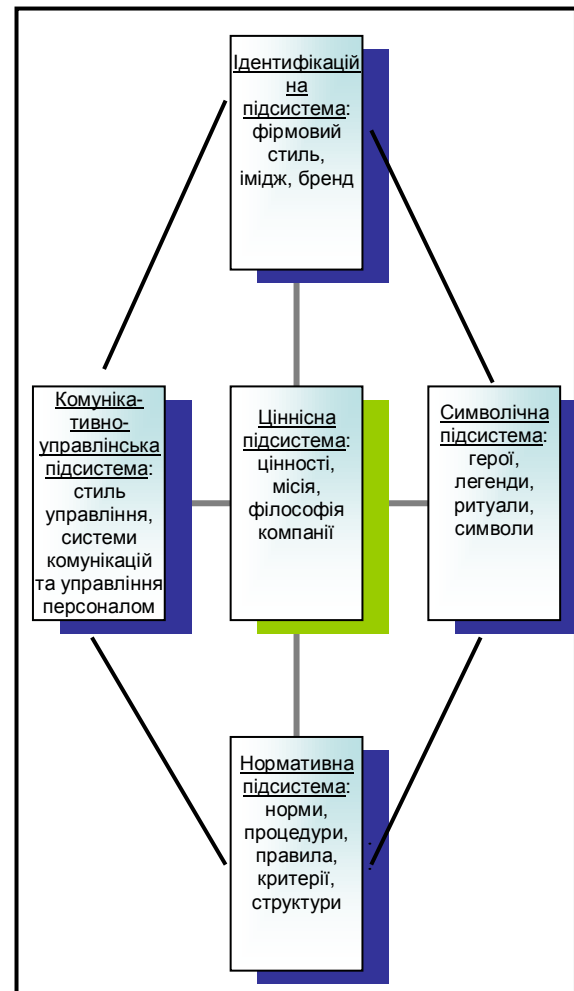 Ідентифікацій
на
підсистема:
фірмовий
стиль,
імідж, бренд
Комуніка-
тивно-
управлінська
підсистема:
стиль
управління,
системи
комунікацій
та управління
персоналом
Ціннісна
підсистема:
цінності,
місія,
філософія
компанії
Символічна
підсистема:
герої,
легенди,
ритуали,
символи
Нормативна
підсистема:
норми,
процедури,
правила,
критерії,
структури